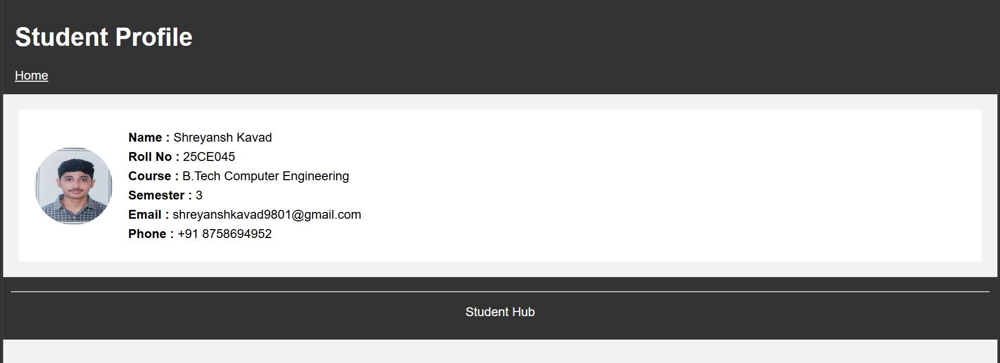 Student Profile
Home
Name : Shreyansh Kavad
Roll No : 25CE045
Course : B.Tech Computer Engineering
Semester : 3
Email : shreyanshkavad9801@gmail.com
Phone : +91 8758694952
Student Hub